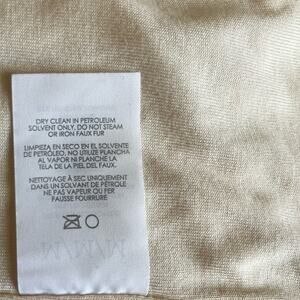 DRY CLEAN IN PETROLEUM
SOLVENT ONLY, DO NOT STEAM
OR IRON FAUX FUR
LIMPIEZA EN SECO EN EL SOLVENTE
DE PETRÓLEO, NO UTILIZE PLANCHA
AL VAPOR NI PLANCHE LA
TELA DE LA PIEL DEL FAUX.
NETTOYAGE À SEC UNIQUEMENT
DANS UN SOLVANT DE PÉTROLE
NE PAS VAPEUR OU FER
FAUSSE FOURRURE